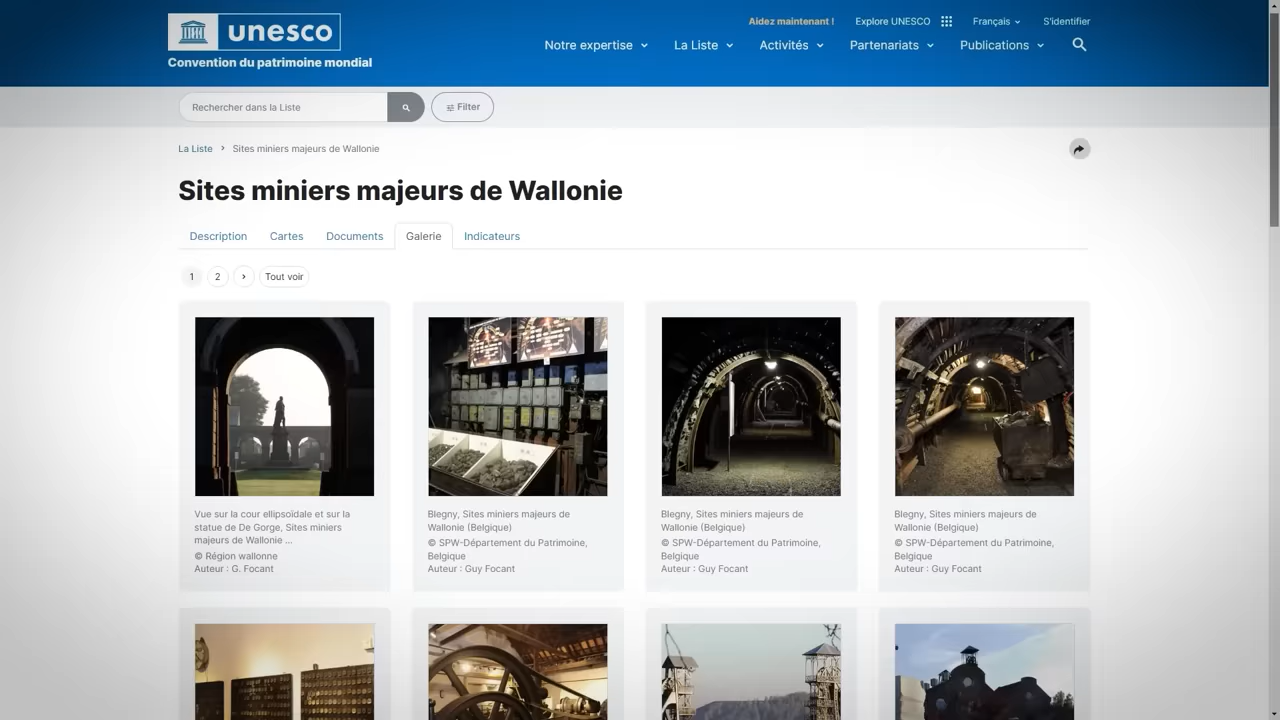 Aidez maintenant !
Explore UNESCO
Français
S'identifier
unesco
Convention du patrimoine mondial
Notre expertise
La Liste
Activités
Partenariats
Publications
Rechercher dans la Liste
Filter
La Liste > Sites miniers majeurs de Wallonie
Sites miniers majeurs de Wallonie
Description
Cartes
Documents
Galerie
Indicateurs
1
2
›
Tout voir
Vue sur la cour ellipsoïdale et sur la
statue de De Gorge, Sites miniers
majeurs de Wallonie ...
© Région wallonne
Auteur : G. Focant
Blegny, Sites miniers majeurs de
Wallonie (Belgique)
© SPW-Département du Patrimoine,
Belgique
Auteur : Guy Focant
Blegny, Sites miniers majeurs de
Wallonie (Belgique)
© SPW-Département du Patrimoine,
Belgique
Auteur : Guy Focant
Blegny, Sites miniers majeurs de
Wallonie (Belgique)
© SPW-Département du Patrimoine,
Belgique
Auteur : Guy Focant